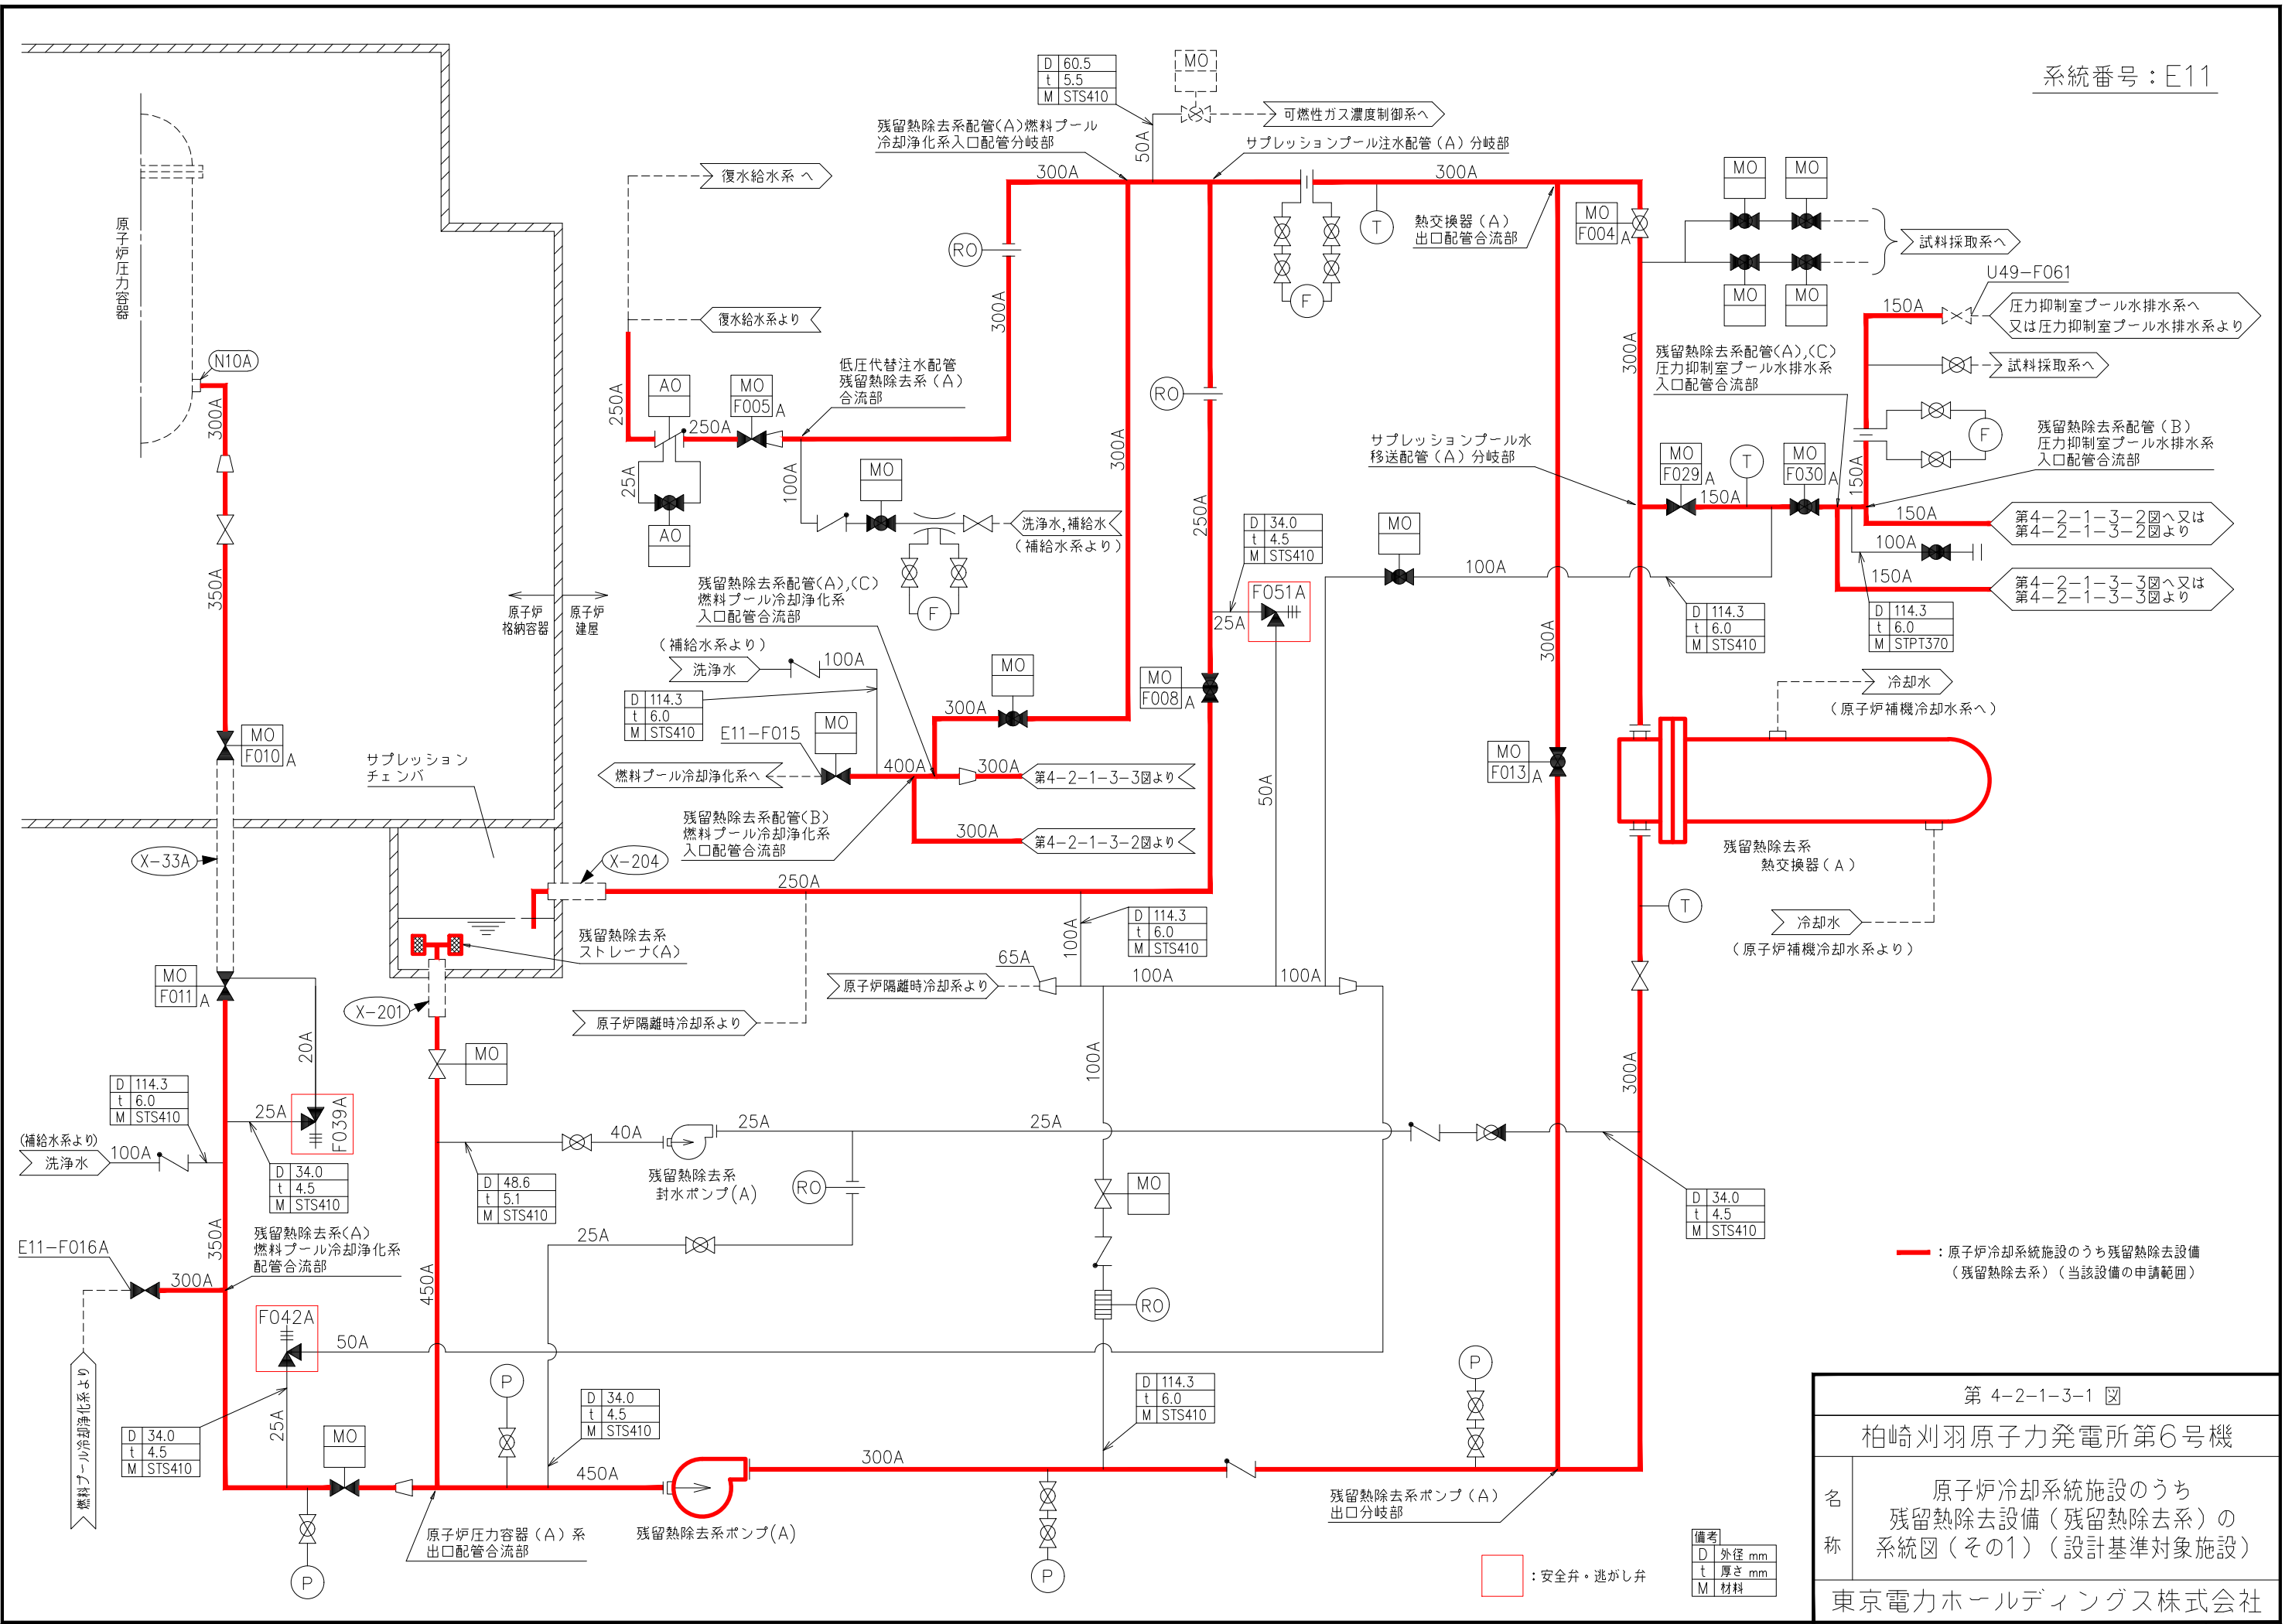 系統番号：E11
D 60.5
t 5.5
M STS410
MO
可燃性ガス濃度制御系へ
50A
残留熱除去系配管(A)燃料プール
冷却浄化系入口配管分岐部
サプレッションプール注水配管(A)分岐部
復水給水系 へ
300A
300A
MO
MO
原子炉圧力容器
熱交換器(A)
出口配管合流部
MO
F004 A
T
RO
試料採取系へ
MO
MO
U49-F061
F
300A
復水給水系より
150A
圧力抑制室プール水排水系へ
又は圧力抑制室プール水排水系より
300A
N10A
低圧代替注水配管
残留熱除去系(A)
合流部
残留熱除去系配管(A),(C)
圧力抑制室プール水排水系
入口配管合流部
試料採取系へ
250A
AO
MO
F005 A
RO
300A
250A
25A
100A
MO
300A
サプレッションプール水
移送配管(A)分岐部
MO
F029 A
T
MO
F030 A
150A
150A
F
残留熱除去系配管(B)
圧力抑制室プール水排水系
入口配管合流部
AO
洗浄水,補給水
(補給水系より)
250A
D 34.0
t 4.5
M STS410
MO
150A
第4-2-1-3-2図へ又は
第4-2-1-3-2図より
100A
100A
150A
第4-2-1-3-3図へ又は
第4-2-1-3-3図より
350A
原子炉
格納容器
原子炉
建屋
残留熱除去系配管(A),(C)
燃料プール冷却浄化系
入口配管合流部
F
F051A
25A
D 114.3
t 6.0
M STS410
D 114.3
t 6.0
M STPT370
300A
(補給水系より)
洗浄水
100A
MO
MO
F008 A
冷却水
(原子炉補機冷却水系へ)
D 114.3
t 6.0
M STS410
300A
E11-F015
MO
MO
F010 A
サプレッション
チェンバ
燃料プール冷却浄化系へ
400A
300A
第4-2-1-3-3図より
50A
MO
F013 A
残留熱除去系配管(B)
燃料プール冷却浄化系
入口配管合流部
300A
第4-2-1-3-2図より
残留熱除去系
熱交換器(A)
X-33A
X-204
250A
T
D 114.3
t 6.0
M STS410
100A
冷却水
(原子炉補機冷却水系より)
残留熱除去系
ストレーナ(A)
65A
原子炉隔離時冷却系より
100A
100A
MO
F011 A
X-201
原子炉隔離時冷却系より
20A
MO
100A
300A
D 114.3
t 6.0
M STS410
25A
F039A
(補給水系より)
洗浄水
100A
40A
25A
25A
残留熱除去系
封水ポンプ(A)
D 34.0
t 4.5
M STS410
D 48.6
t 5.1
M STS410
RO
MO
D 34.0
t 4.5
M STS410
E11-F016A
350A
残留熱除去系(A)
燃料プール冷却浄化系
配管合流部
25A
300A
450A
：原子炉冷却系統施設のうち残留熱除去設備
(残留熱除去系)(当該設備の申請範囲)
RO
F042A
50A
燃料プール冷却浄化系より
P
P
D 34.0
t 4.5
M STS410
D 114.3
t 6.0
M STS410
25A
D 34.0
t 4.5
M STS410
MO
450A
300A
原子炉圧力容器(A)系
出口配管合流部
残留熱除去系ポンプ(A)
残留熱除去系ポンプ(A)
出口分岐部
P
P
：安全弁・逃がし弁
備考
D 外径 mm
t 厚さ mm
M 材料
第 4-2-1-3-1 図
柏崎刈羽原子力発電所第6号機
名称
原子炉冷却系統施設のうち
残留熱除去設備(残留熱除去系)の
系統図(その1)(設計基準対象施設)
東京電力ホールディングス株式会社